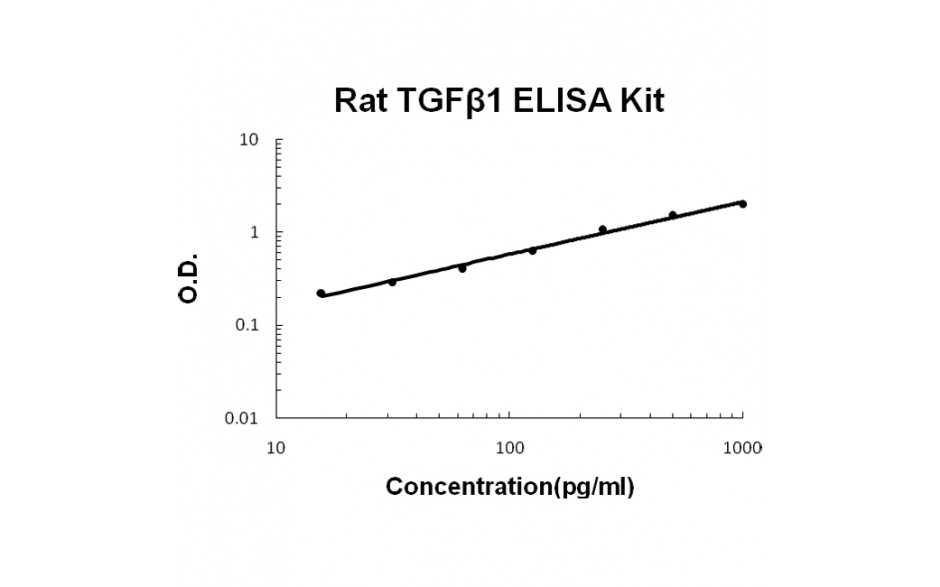 Rat TGFβ1 ELISA Kit
10
1
0.1
0.01
O.D.
10 100 1000
Concentration(pg/ml)